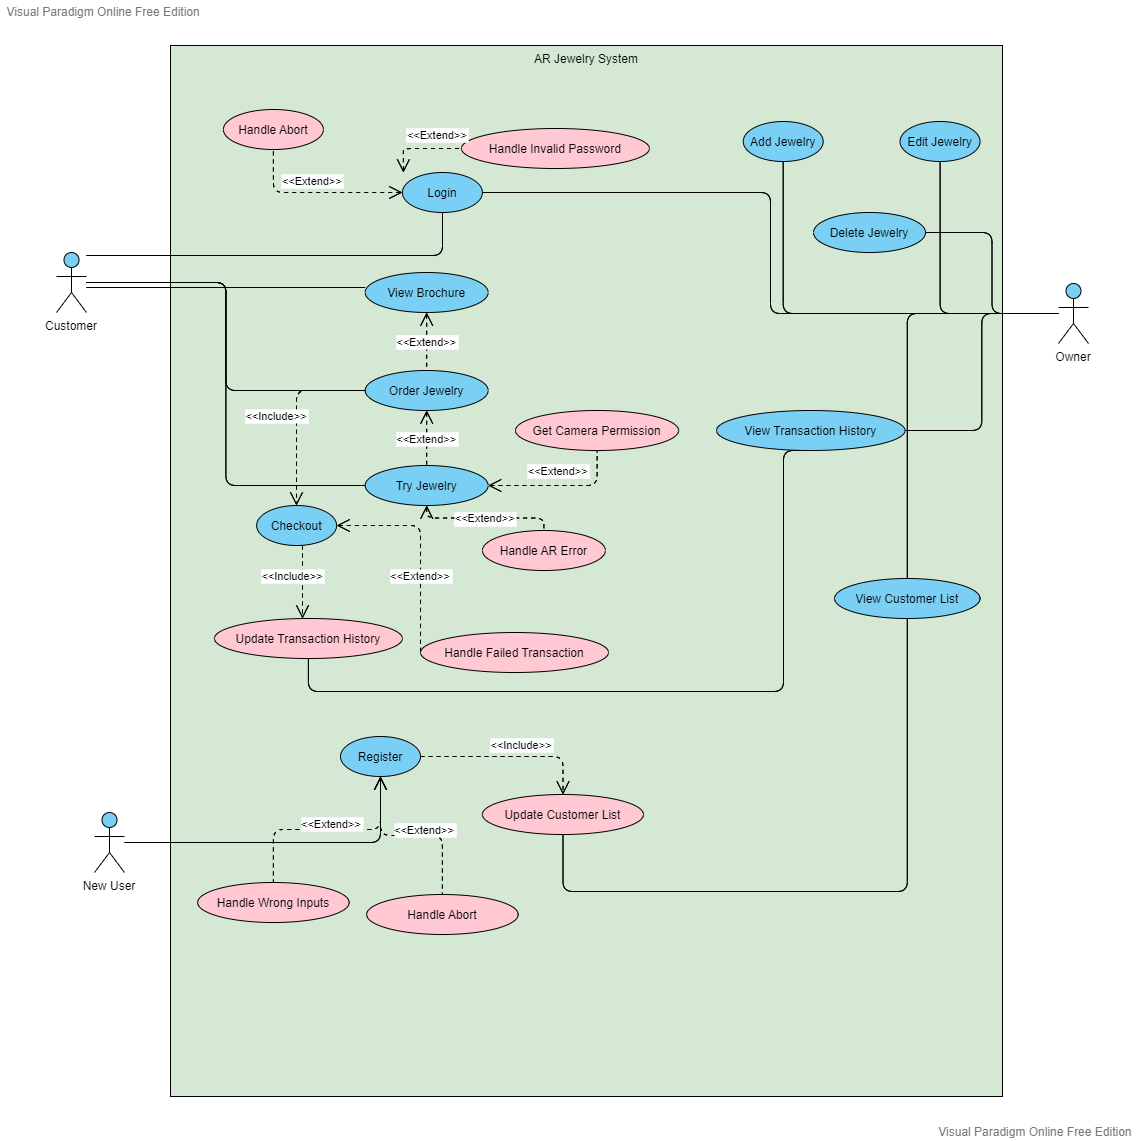 Visual Paradigm Online Free Edition
AR Jewelry System
Handle Abort
<<Extend>>
Handle Invalid Password
Add Jewelry
Edit Jewelry
<<Extend>>
Login
Delete Jewelry
Customer
View Brochure
Owner
<<Extend>>
Order Jewelry
<<Include>>
<<Extend>>
Get Camera Permission
View Transaction History
<<Extend>>
Try Jewelry
Checkout
<<Extend>>
Handle AR Error
<<Include>>
<<Extend>>
View Customer List
Update Transaction History
Handle Failed Transaction
Register
<<Include>>
Update Customer List
<<Extend>>
<<Extend>>
New User
Handle Wrong Inputs
Handle Abort
Visual Paradigm Online Free Edition